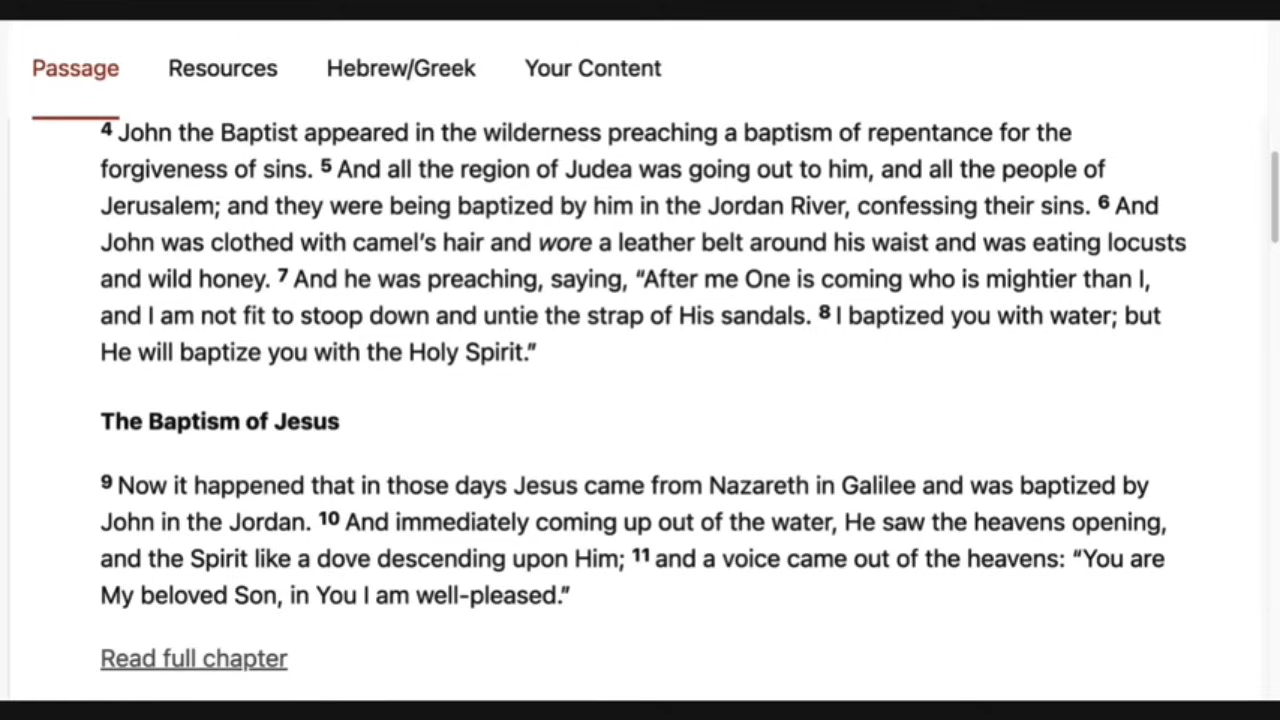 Passage Resources Hebrew/Greek Your Content
4 John the Baptist appeared in the wilderness preaching a baptism of repentance for the
forgiveness of sins. 5 And all the region of Judea was going out to him, and all the people of
Jerusalem; and they were being baptized by him in the Jordan River, confessing their sins. 6 And
John was clothed with camel’s hair and wore a leather belt around his waist and was eating locusts
and wild honey. 7 And he was preaching, saying, “After me One is coming who is mightier than I,
and I am not fit to stoop down and untie the strap of His sandals. 8 I baptized you with water; but
He will baptize you with the Holy Spirit.”
The Baptism of Jesus
9 Now it happened that in those days Jesus came from Nazareth in Galilee and was baptized by
John in the Jordan. 10 And immediately coming up out of the water, He saw the heavens opening,
and the Spirit like a dove descending upon Him; 11 and a voice came out of the heavens: “You are
My beloved Son, in You I am well-pleased.”
Read full chapter